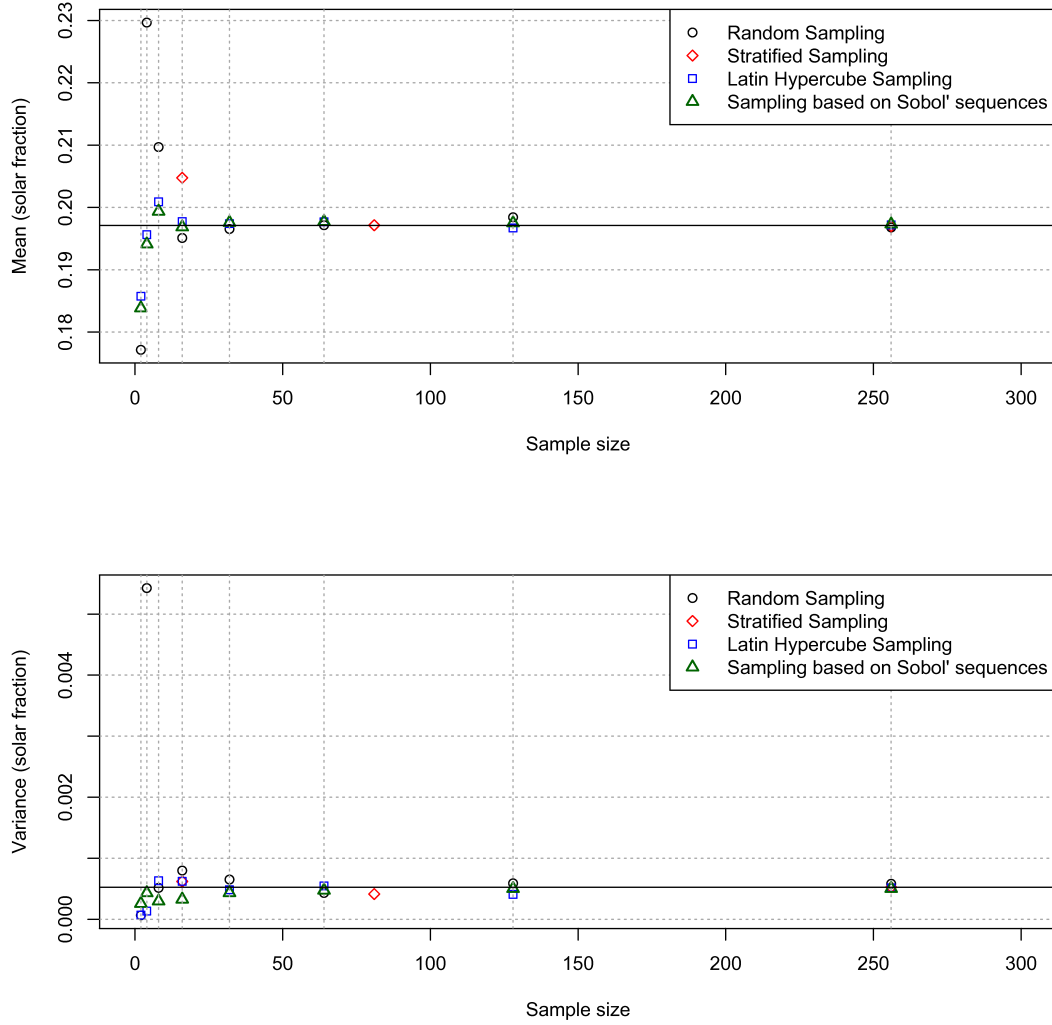 Mean (solar fraction)
0.23
0.22
0.21
0.20
0.19
0.18
Random Sampling
Stratified Sampling
Latin Hypercube Sampling
Sampling based on Sobol' sequences
0 50 100 150 200 250 300
Sample size
Variance (solar fraction)
0.004
0.002
0.000
Random Sampling
Stratified Sampling
Latin Hypercube Sampling
Sampling based on Sobol' sequences
0 50 100 150 200 250 300
Sample size